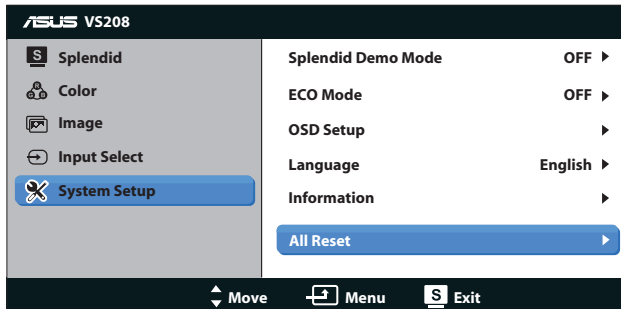 ASUS VS208
S Splendid
Color
Image
Input Select
System Setup
Splendid Demo Mode OFF
ECO Mode OFF
OSD Setup
Language English
Information
All Reset
Move Menu S Exit